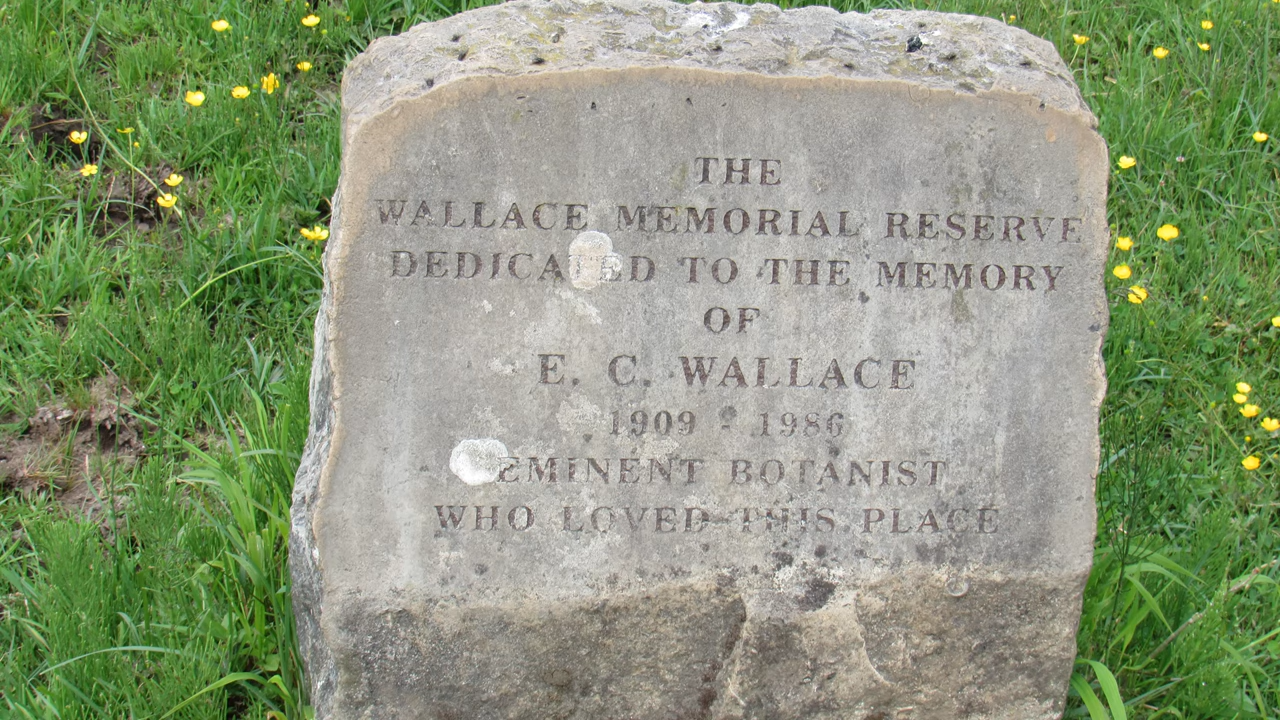 THE
WALLACE MEMORIAL RESERVE
DEDICATED TO THE MEMORY
OF
E. C. WALLACE
1909 - 1986
EMINENT BOTANIST
WHO LOVED THIS PLACE